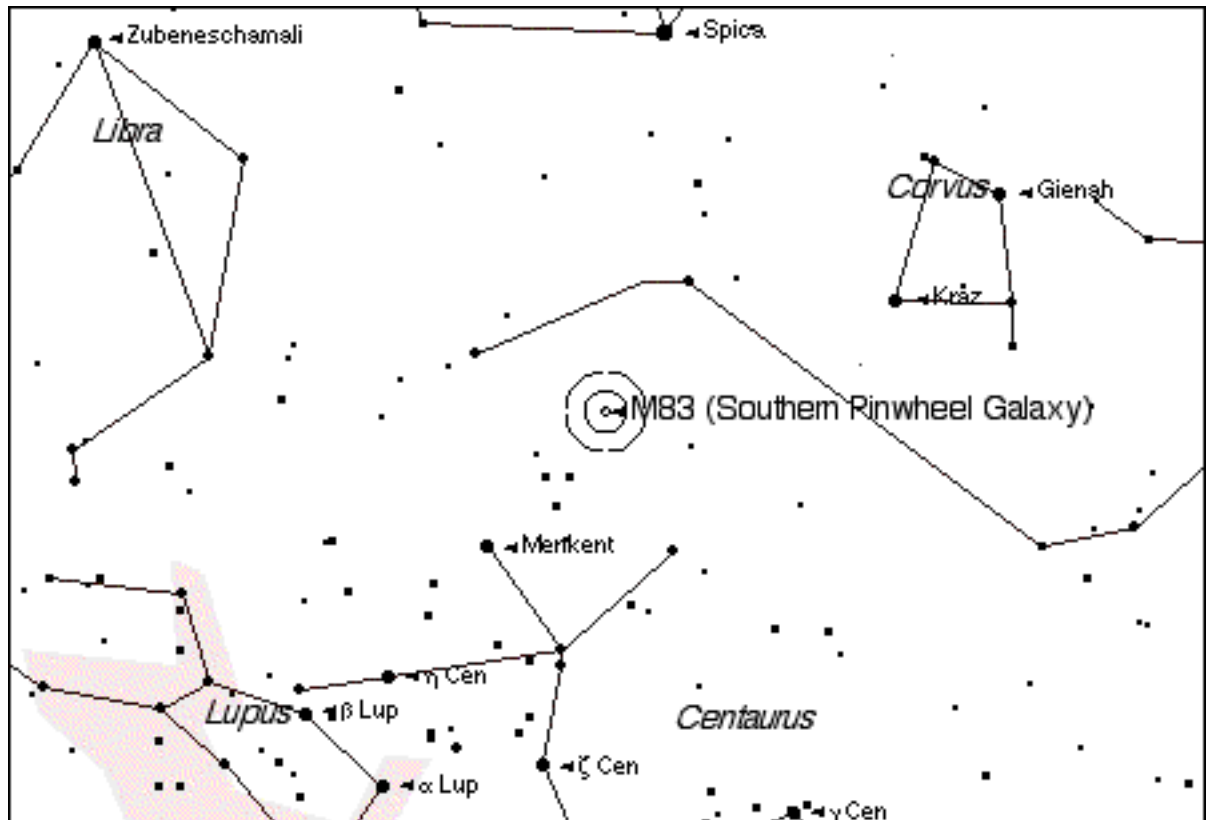 Zubeneschamali
Spica
Libra
Corvus
Gienah
Kraz
M83 (Southern Pinwheel Galaxy)
Menkent
η Cen
Lupus
β Lup
Centaurus
ζ Cen
α Lup
γ Cen